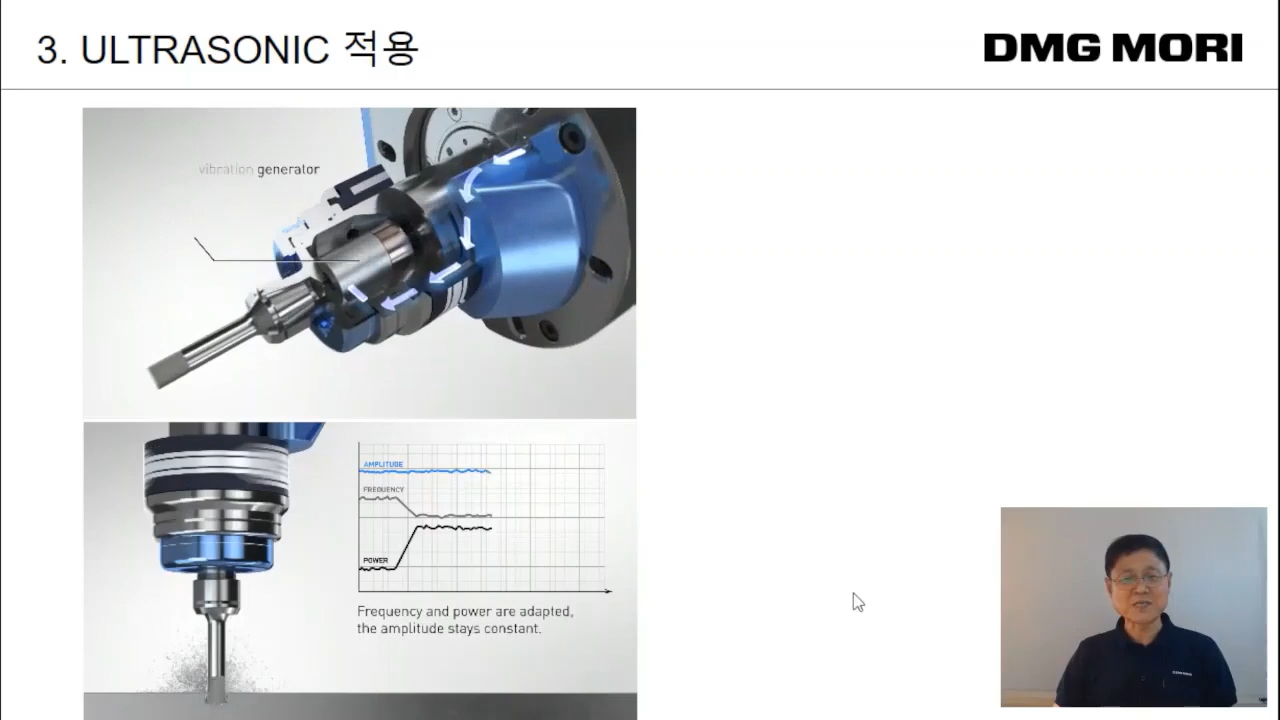 3. ULTRASONIC 적용
DMG MORI
vibration generator
AMPLITUDE
FREQUENCY
POWER
Frequency and power are adapted,
the amplitude stays constant.